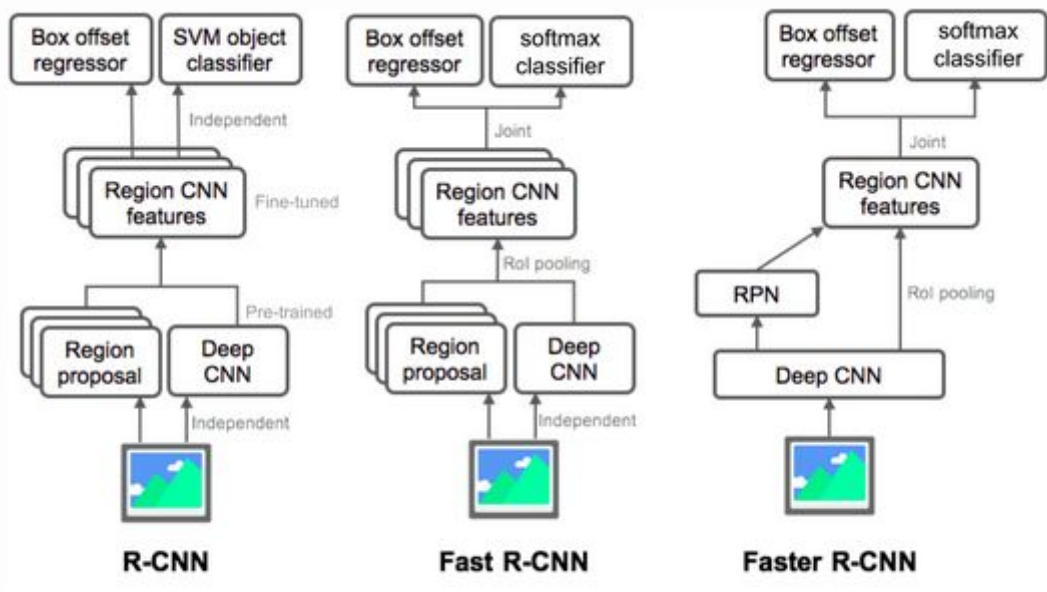 Box offset
regressor
SVM object
classifier
Independent
Region CNN
features
Fine-tuned
Pre-trained
Region
proposal
Deep
CNN
Independent
R-CNN
Box offset
regressor
softmax
classifier
Joint
Region CNN
features
RoI pooling
Region
proposal
Deep
CNN
Independent
Fast R-CNN
Box offset
regressor
softmax
classifier
Joint
Region CNN
features
RPN
RoI pooling
Deep CNN
Faster R-CNN